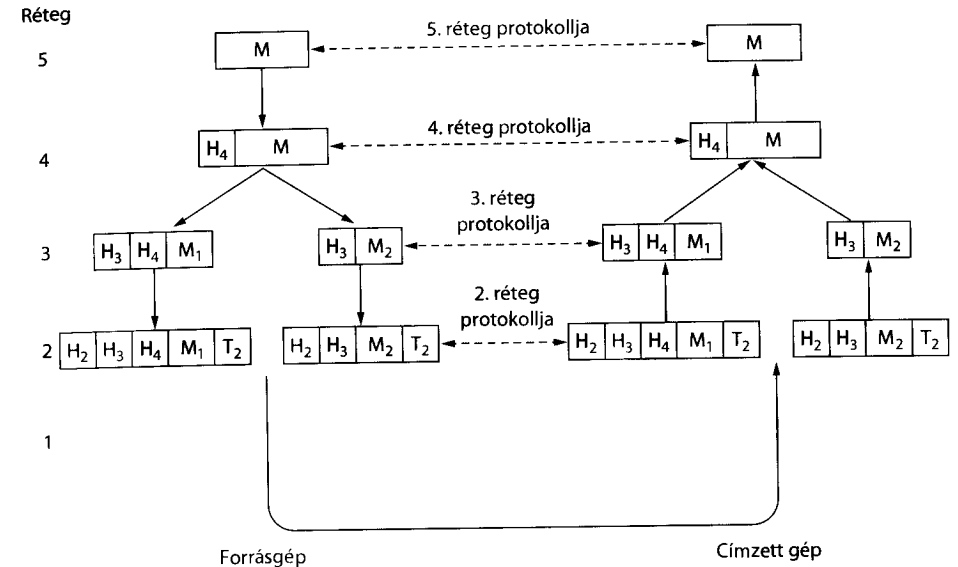 Réteg
5 M 5. réteg protokollja M
4 H₄ M 4. réteg protokollja H₄ M
3. réteg
protokollja
3 H₃ H₄ M₁ H₃ M₂ H₃ H₄ M₁ H₃ M₂
2. réteg
protokollja
2 H₂ H₃ H₄ M₁ T₂ H₂ H₃ M₂ T₂ H₂ H₃ H₄ M₁ T₂ H₂ H₃ M₂ T₂
1
Forrásgép Címzett gép